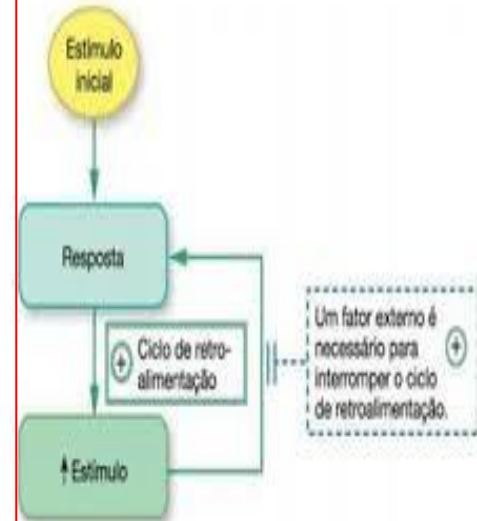 Estímulo
inicial
Resposta
+ Ciclo de retro-
alimentação
Um fator externo é
necessário para +
interromper o ciclo
de retroalimentação.
↑ Estímulo